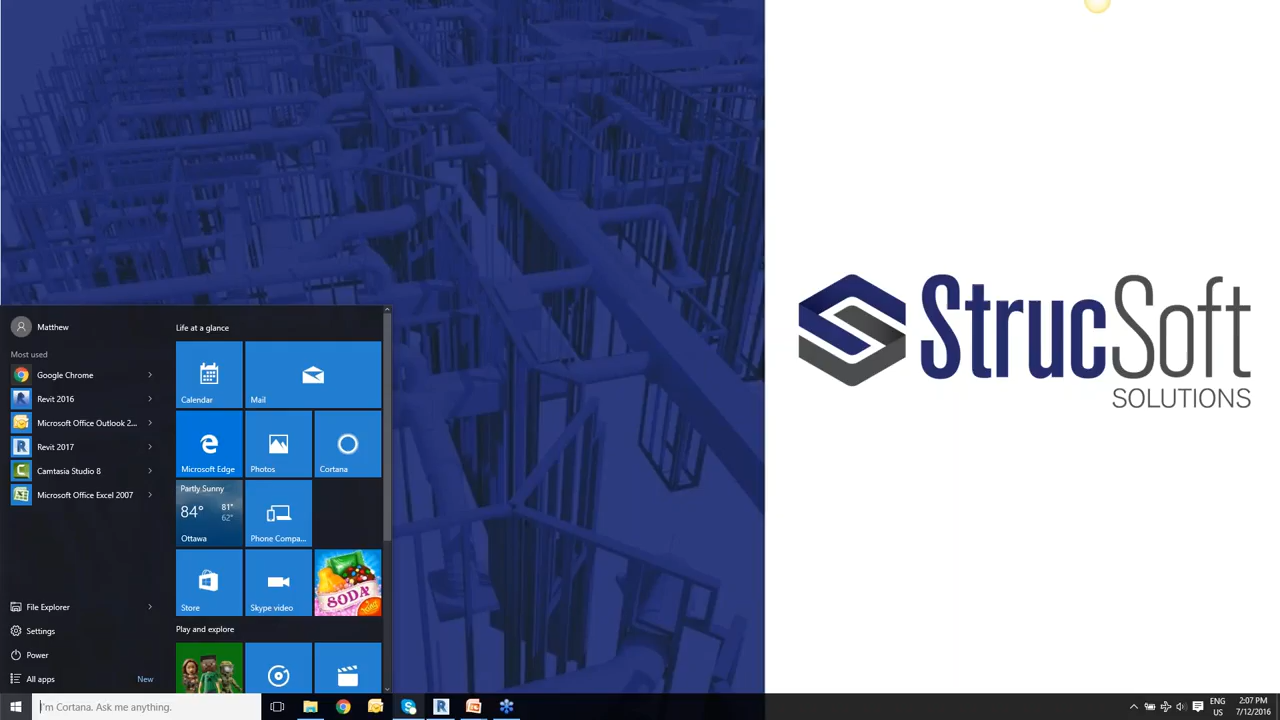 Matthew
Most used
Google Chrome
Revit 2016
Microsoft Office Outlook 2...
Revit 2017
Camtasia Studio 8
Microsoft Office Excel 2007
File Explorer
Settings
Power
All apps
New
Life at a glance
Calendar
Mail
Microsoft Edge
Photos
Cortana
Partly Sunny
84°
81°
62°
Ottawa
Phone Compa...
Store
Skype video
SODA
Play and explore
StrucSoft
SOLUTIONS
I'm Cortana. Ask me anything.
ENG
US
2:07 PM
7/12/2016